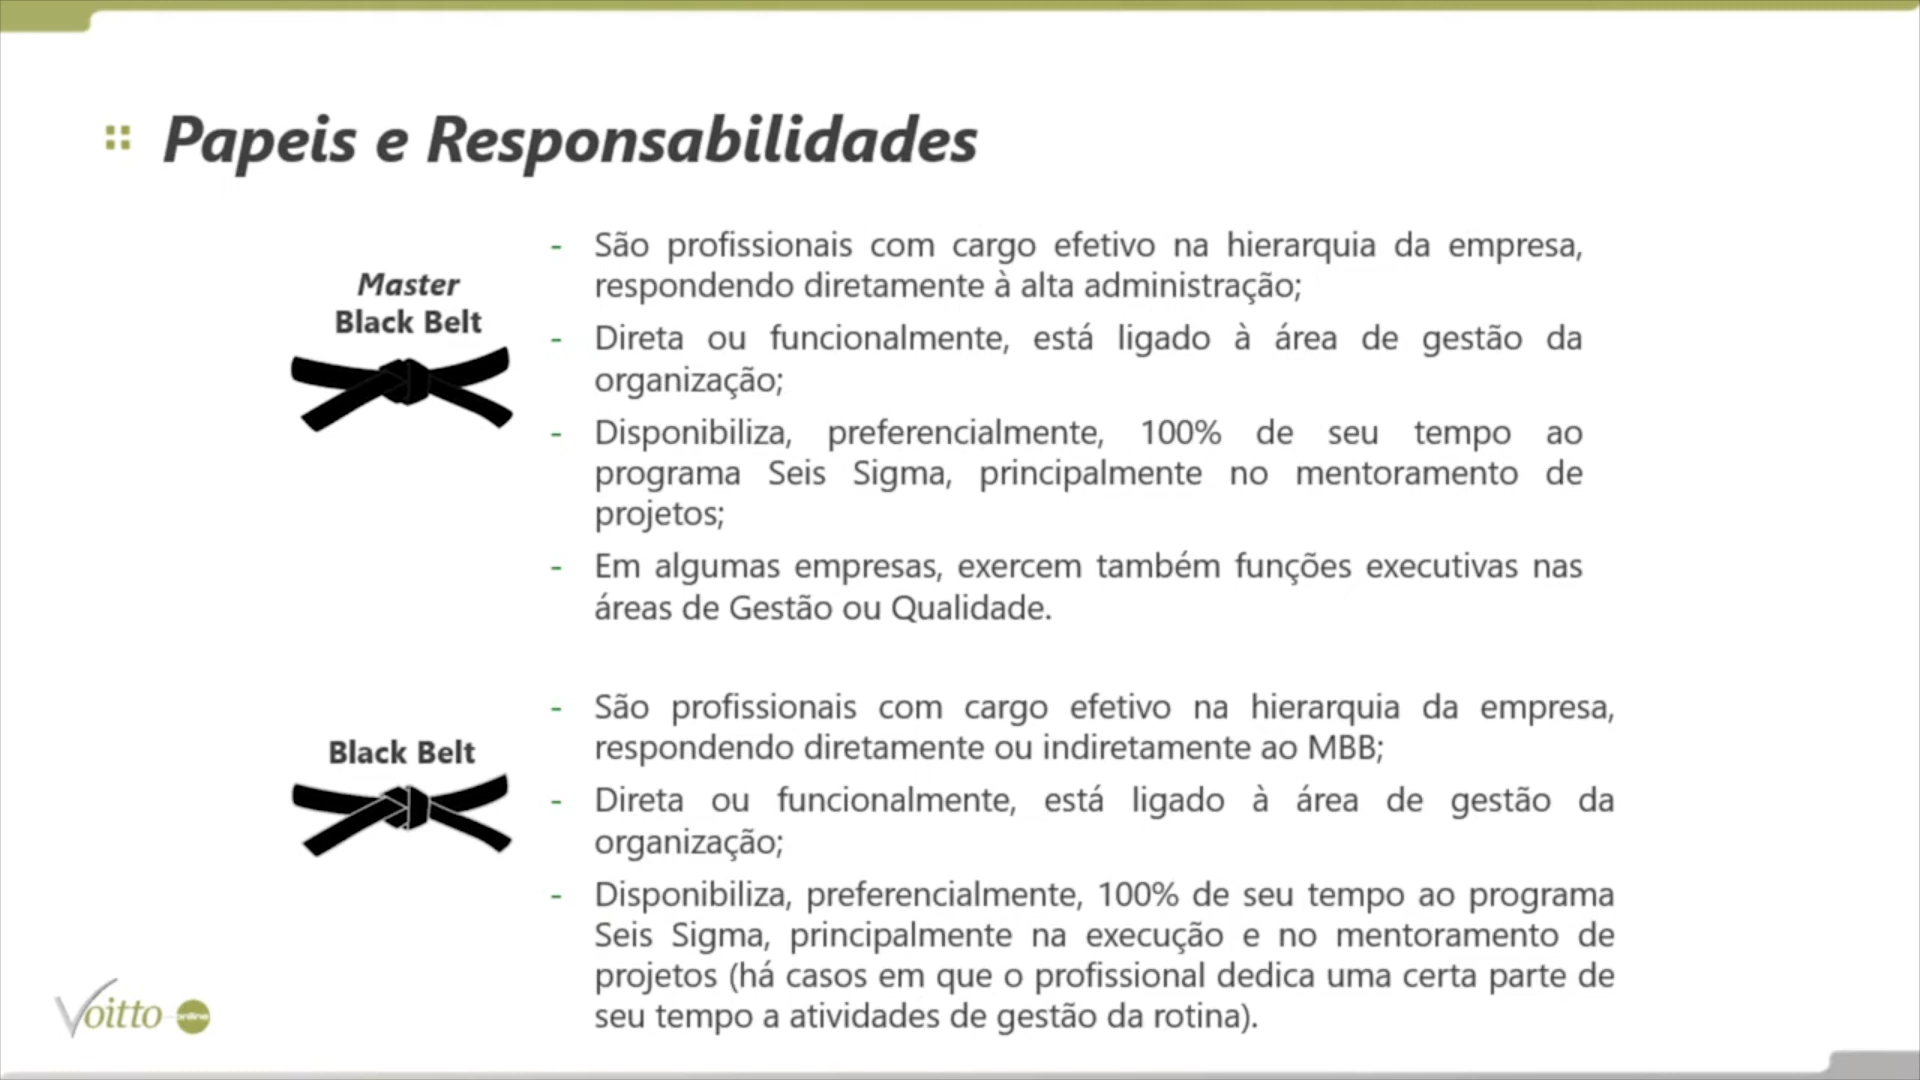 Papeis e Responsabilidades
Master
Black Belt
- São profissionais com cargo efetivo na hierarquia da empresa,
respondendo diretamente à alta administração;
- Direta ou funcionalmente, está ligado à área de gestão da
organização;
- Disponibiliza, preferencialmente, 100% de seu tempo ao
programa Seis Sigma, principalmente no mentoramento de
projetos;
- Em algumas empresas, exercem também funções executivas nas
áreas de Gestão ou Qualidade.
Black Belt
- São profissionais com cargo efetivo na hierarquia da empresa,
respondendo diretamente ou indiretamente ao MBB;
- Direta ou funcionalmente, está ligado à área de gestão da
organização;
- Disponibiliza, preferencialmente, 100% de seu tempo ao programa
Seis Sigma, principalmente na execução e no mentoramento de
projetos (há casos em que o profissional dedica uma certa parte de
seu tempo a atividades de gestão da rotina).
Voitto online